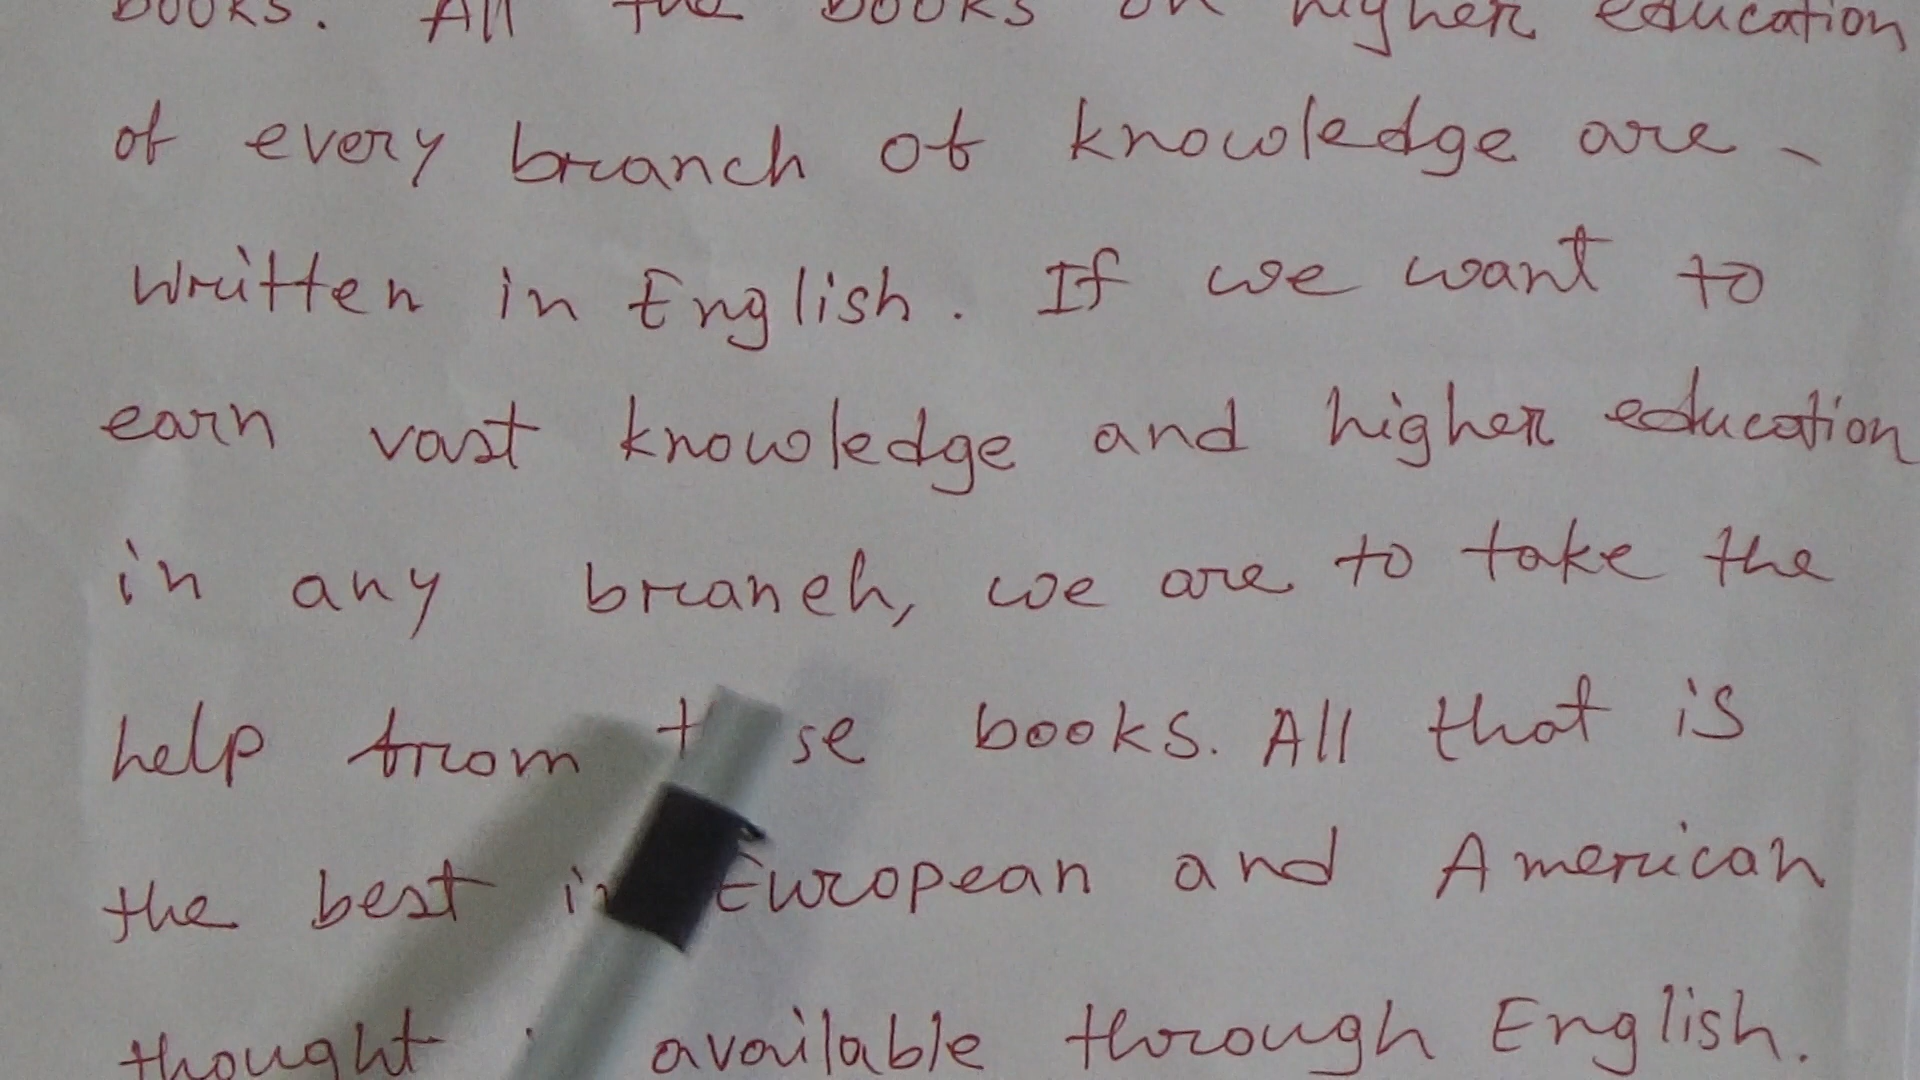 books. All the books on higher education
of every branch of knowledge are
written in English. If we want to
earn vast knowledge and higher education
in any branch, we are to take the
help from books. All that is
the best in European and American
thought available through English.